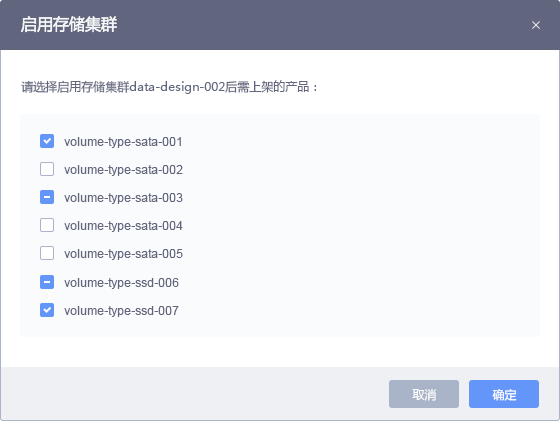 启用存储集群
请选择启用存储集群data-design-002后需上架的产品：
volume-type-sata-001
volume-type-sata-002
volume-type-sata-003
volume-type-sata-004
volume-type-sata-005
volume-type-ssd-006
volume-type-ssd-007
取消
确定